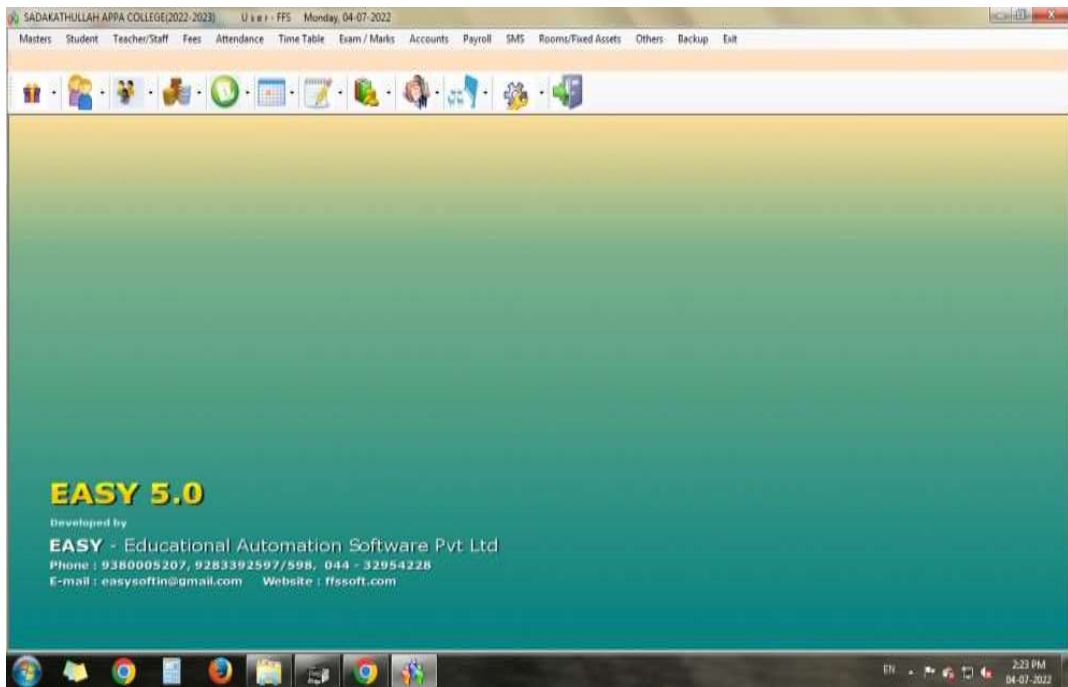 SADAKATHULLAH APPA COLLEGE(2022-2023) User - FFS Monday, 04-07-2022
Masters Student Teacher/Staff Fees Attendance Time Table Exam / Marks Accounts Payroll SMS Rooms/Fixed Assets Others Backup Exit
EASY 5.0
Developed by
EASY - Educational Automation Software Pvt Ltd
Phone : 9380005207, 9283392597/598, 044 - 32954228
E-mail : easysoftin@gmail.com Website : ffssoft.com
EN
2:23 PM
04-07-2022